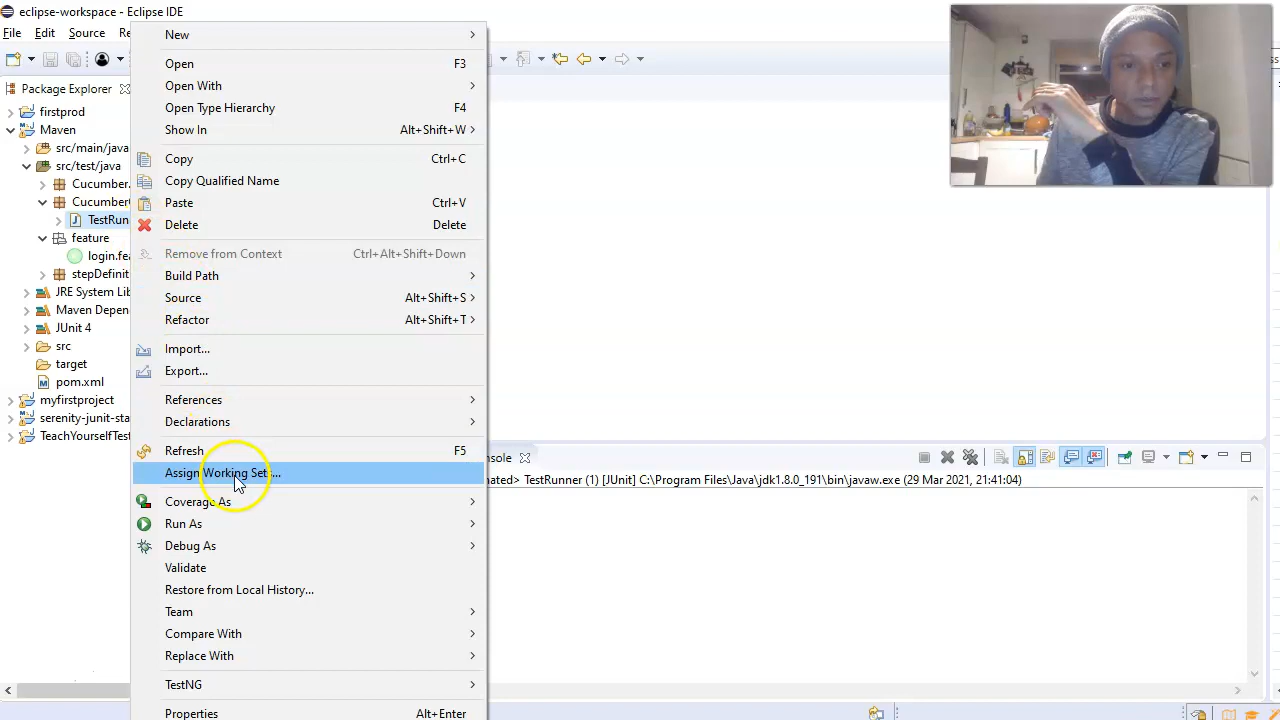 eclipse-workspace - Eclipse IDE
File Edit Source
Package Explorer
firstprod
Maven
src/main/java
src/test/java
Cucumber.
TestRun
feature
login.fea
stepDefinit
JRE System Lib
Maven Depen
JUnit 4
src
target
pom.xml
myfirstproject
serenity-junit-sta
TeachYourselfTest
New
Open F3
Open With
Open Type Hierarchy F4
Show In Alt+Shift+W
Copy Ctrl+C
Copy Qualified Name
Paste Ctrl+V
Delete Delete
Remove from Context Ctrl+Alt+Shift+Down
Build Path
Source Alt+Shift+S
Refactor Alt+Shift+T
Import...
Export...
References
Declarations
Refresh F5
Assign Working Sets...
Coverage As
Run As
Debug As
Validate
Restore from Local History...
Team
Compare With
Replace With
TestNG
Properties Alt+Enter
nsole
nated> TestRunner (1) [JUnit] C:\Program Files\Java\jdk1.8.0_191\bin\javaw.exe (29 Mar 2021, 21:41:04)